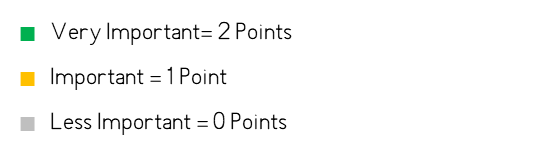 Very Important= 2 Points
Important = 1 Point
Less Important = 0 Points